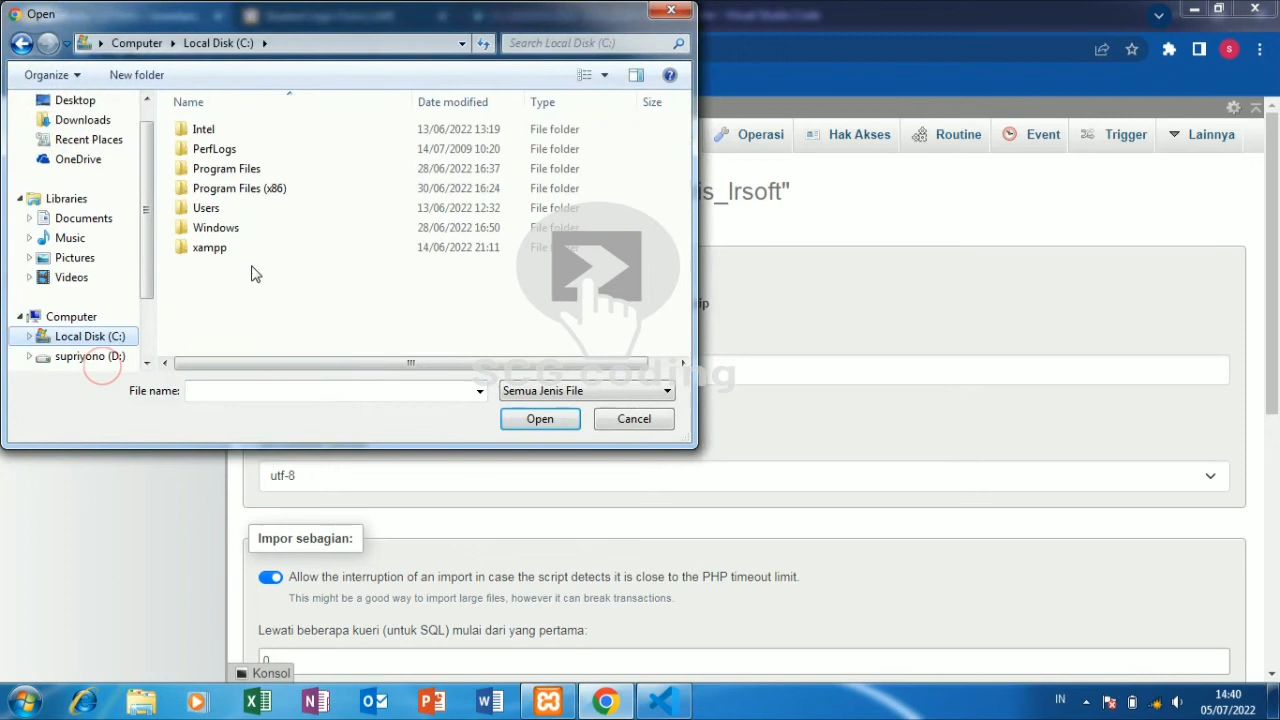 Open
Computer
Local Disk (C:)
Search Local Disk (C:)
Organize
New folder
Name
Date modified
Type
Size
Desktop
Downloads
Recent Places
OneDrive
Libraries
Documents
Music
Pictures
Videos
Computer
Local Disk (C:)
supriyono (D:)
Intel 13/06/2022 13:19 File folder
PerfLogs 14/07/2009 10:20 File folder
Program Files 28/06/2022 16:37 File folder
Program Files (x86) 30/06/2022 16:24 File folder
Users 13/06/2022 12:32 File folder
Windows 28/06/2022 16:50 File folder
xampp 14/06/2022 21:11 File folder
File name:
Semua Jenis File
Open
Cancel
SCG coding
S
Operasi
Hak Akses
Routine
Event
Trigger
Lainnya
is_lrsoft"
utf-8
Impor sebagian:
Allow the interruption of an import in case the script detects it is close to the PHP timeout limit.
This might be a good way to import large files, however it can break transactions.
Lewati beberapa kueri (untuk SQL) mulai dari yang pertama:
0
Konsol
IN
14:40
05/07/2022